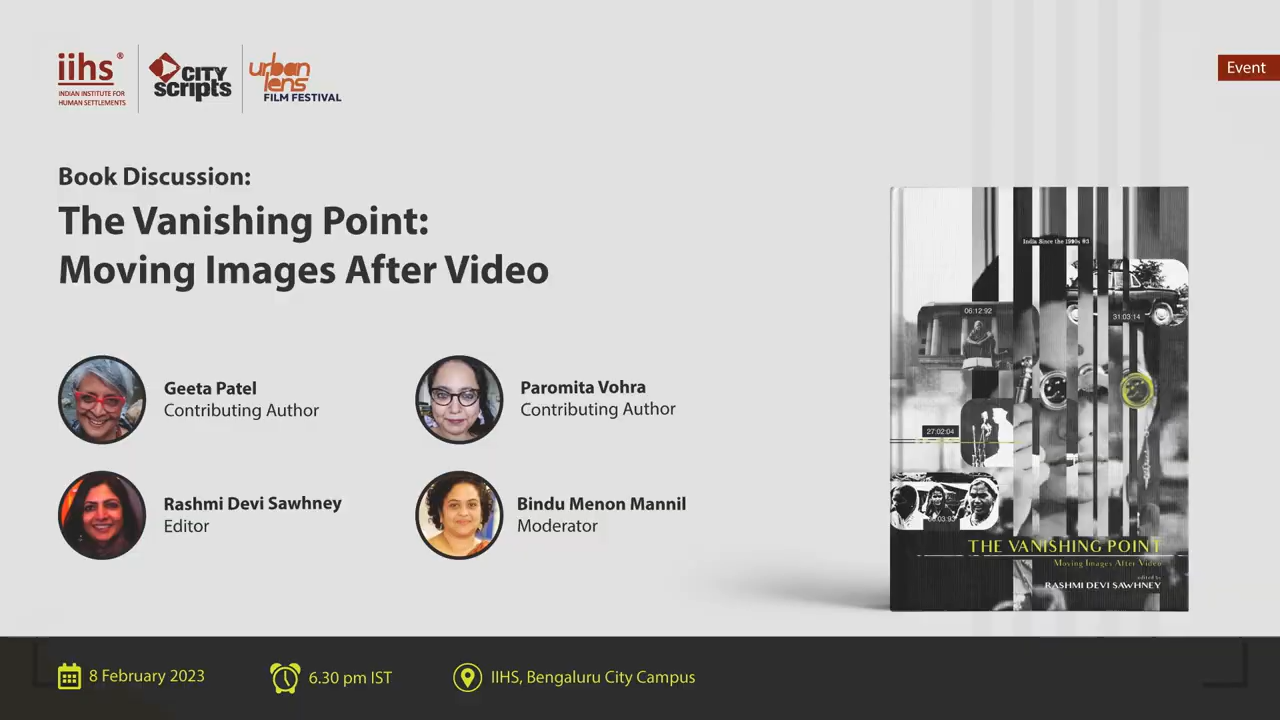 iihs®
INDIAN INSTITUTE FOR
HUMAN SETTLEMENTS
CITY
scripts
urban
lens
FILM FESTIVAL
Event
Book Discussion:
The Vanishing Point:
Moving Images After Video
Geeta Patel
Contributing Author
Paromita Vohra
Contributing Author
Rashmi Devi Sawhney
Editor
Bindu Menon Mannil
Moderator
India Since the 1990s #3
06:12:92
31:03:14
27:02:04
THE VANISHING POINT
Moving Images After Video
edited by
RASHMI DEVI SAWHNEY
8 February 2023
6.30 pm IST
IIHS, Bengaluru City Campus